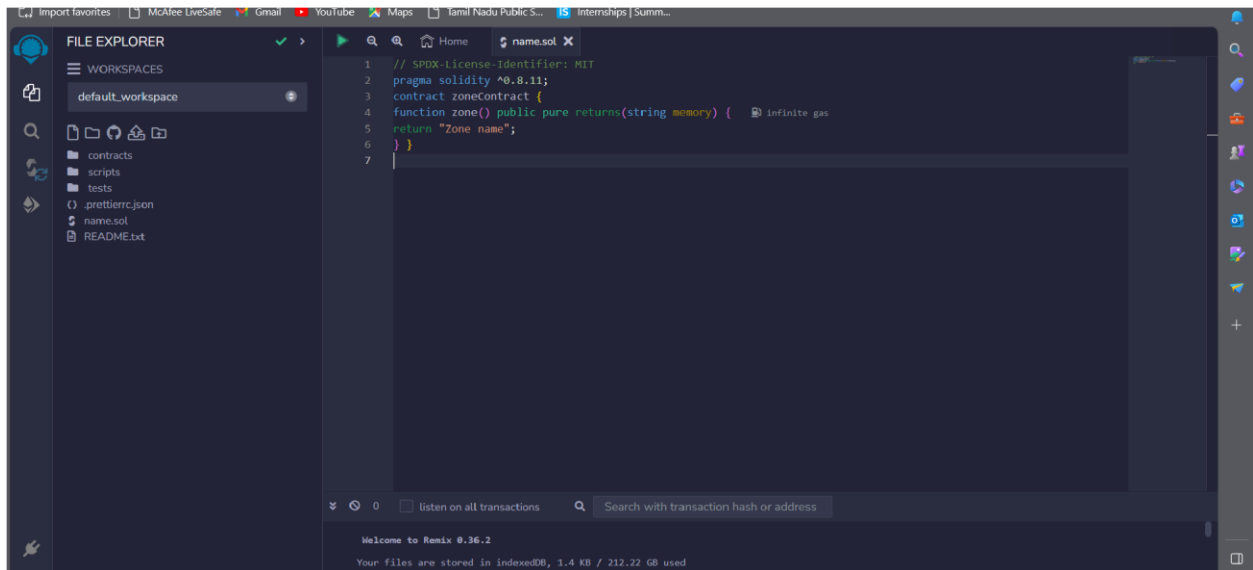 Import favorites McAfee LiveSafe Gmail YouTube Maps Tamil Nadu Public S... IS Internships | Summ...
FILE EXPLORER
WORKSPACES
default_workspace
contracts
scripts
tests
{} .prettierrc.json
name.sol
README.txt
Home name.sol
1 // SPDX-License-Identifier: MIT
2 pragma solidity ^0.8.11;
3 contract zoneContract {
4 function zone() public pure returns(string memory) { infinite gas
5 return "Zone name";
6 } }
7
0 listen on all transactions Search with transaction hash or address
Welcome to Remix 0.36.2
Your files are stored in indexedDB, 1.4 KB / 212.22 GB used